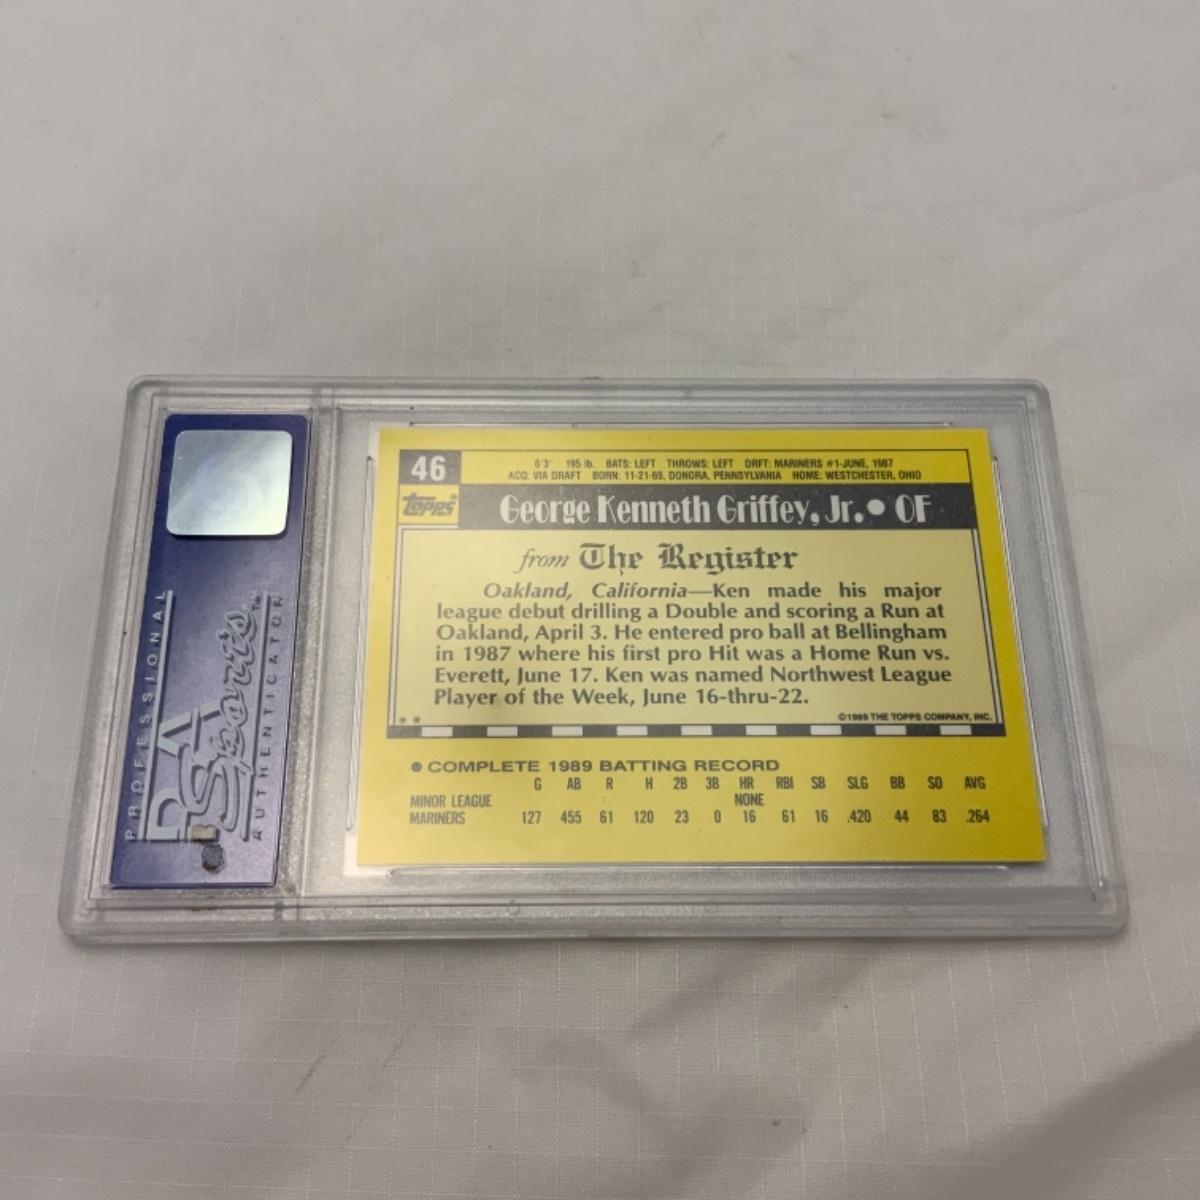 46
6'3" 195 lb. BATS: LEFT THROWS: LEFT DRFT: MARINERS #1-JUNE, 1987
ACQ: VIA DRAFT BORN: 11-21-69, DONORA, PENNSYLVANIA HOME: WESTCHESTER, OHIO
topps®
George Kenneth Griffey, Jr. • OF
from The Register
Oakland, California—Ken made his major
league debut drilling a Double and scoring a Run at
Oakland, April 3. He entered pro ball at Bellingham
in 1987 where his first pro Hit was a Home Run vs.
Everett, June 17. Ken was named Northwest League
Player of the Week, June 16-thru-22.
** ©1989 THE TOPPS COMPANY, INC.
• COMPLETE 1989 BATTING RECORD
G AB R H 2B 3B HR RBI SB SLG BB SO AVG
MINOR LEAGUE NONE
MARINERS 127 455 61 120 23 0 16 61 16 .420 44 83 .264
PROFESSIONAL
PSA
Sports™
AUTHENTICATOR